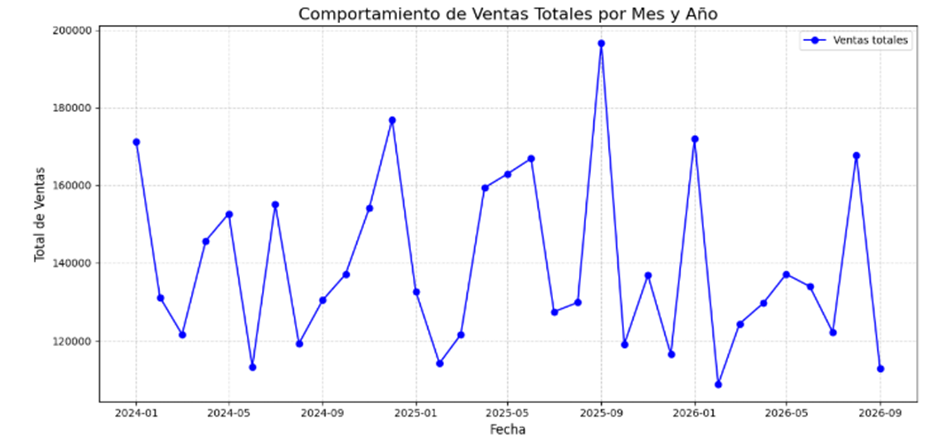 Comportamiento de Ventas Totales por Mes y Año
Ventas totales
200000
180000
160000
140000
120000
Total de Ventas
2024-01 2024-05 2024-09 2025-01 2025-05 2025-09 2026-01 2026-05 2026-09
Fecha